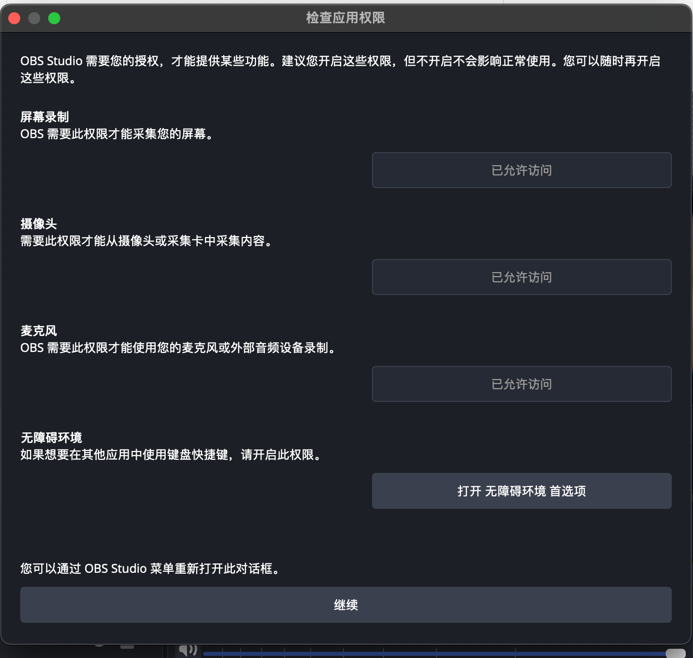 检查应用权限
OBS Studio 需要您的授权，才能提供某些功能。建议您开启这些权限，但不开启不会影响正常使用。您可以随时再开启
这些权限。
屏幕录制
OBS 需要此权限才能采集您的屏幕。
已允许访问
摄像头
需要此权限才能从摄像头或采集卡中采集内容。
已允许访问
麦克风
OBS 需要此权限才能使用您的麦克风或外部音频设备录制。
已允许访问
无障碍环境
如果想要在其他应用中使用键盘快捷键，请开启此权限。
打开 无障碍环境 首选项
您可以通过 OBS Studio 菜单重新打开此对话框。
继续